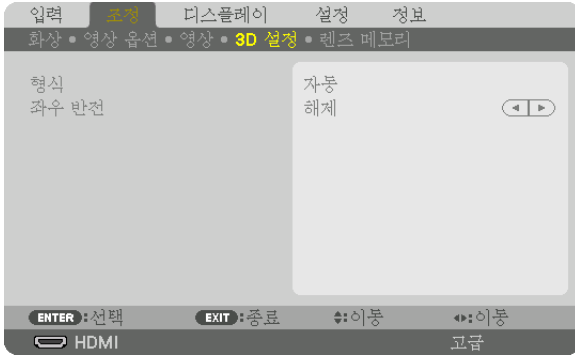 입력 조정 디스플레이 설정 정보
화상 • 영상 옵션 • 영상 • 3D 설정 • 렌즈 메모리
형식 자동
좌우 반전 해제
ENTER :선택 EXIT :종료 :이동 :이동
HDMI 고급